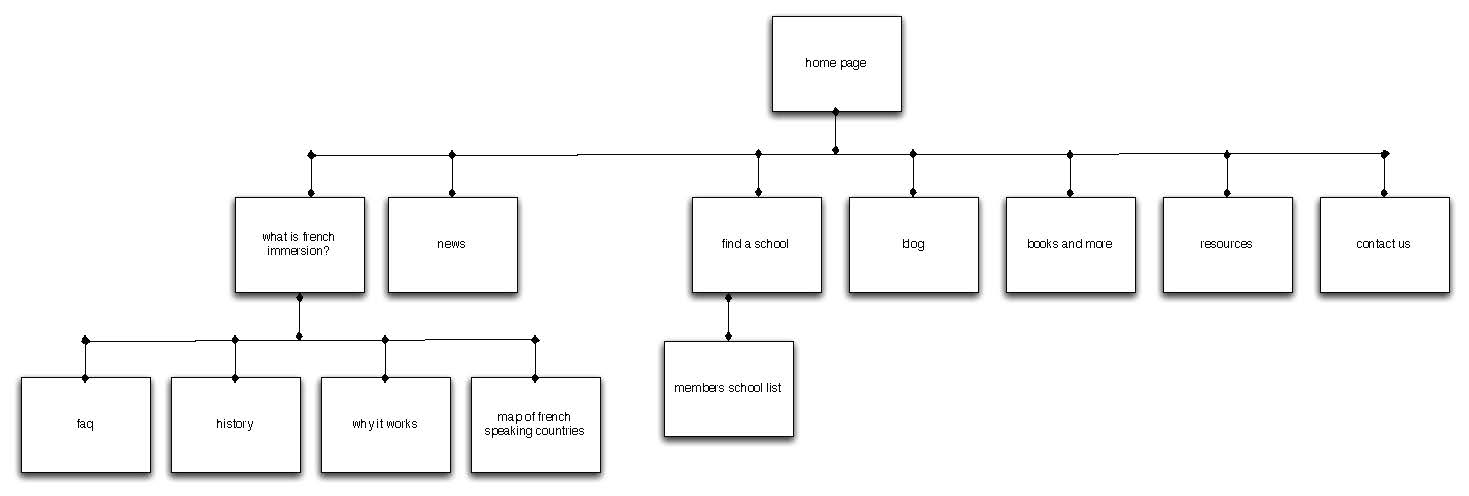 home page
what is french
immersion?
news
find a school
blog
books and more
resources
contact us
members school list
faq
history
why it works
map of french
speaking countries